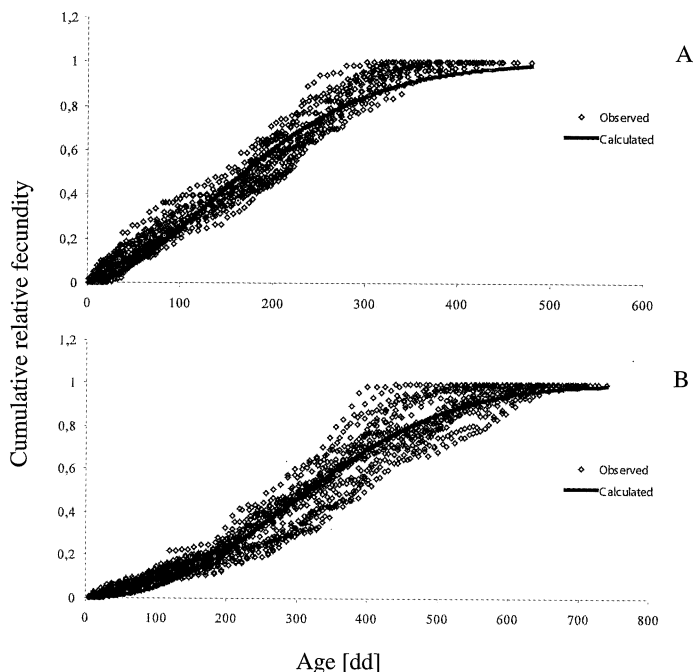 1,2
A
1
0,8
Observed
Calculated
0,6
0,4
0,2
0
0 100 200 300 400 500 600
Cumulative relative fecundity
1,2
B
1
0,8
Observed
Calculated
0,6
0,4
0,2
0
0 100 200 300 400 500 600 700 800
Age [dd]